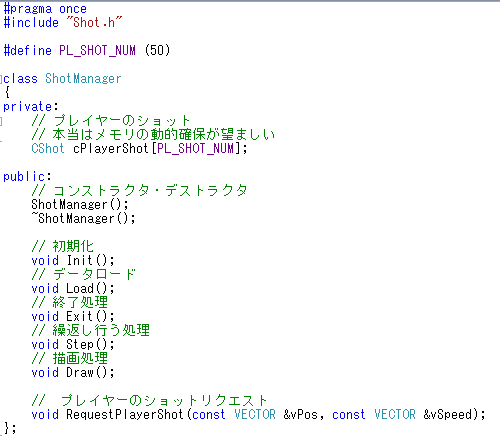 #pragma once
#include "Shot.h"

#define PL_SHOT_NUM (50)

class ShotManager
{
private:
    // プレイヤーのショット
    // 本当はメモリの動的確保が望ましい
    CShot cPlayerShot[PL_SHOT_NUM];

public:
    // コンストラクタ・デストラクタ
    ShotManager();
    ~ShotManager();

    // 初期化
    void Init();
    // データロード
    void Load();
    // 終了処理
    void Exit();
    // 繰返し行う処理
    void Step();
    // 描画処理
    void Draw();

    //  プレイヤーのショットリクエスト
    void RequestPlayerShot(const VECTOR &vPos, const VECTOR &vSpeed);
};